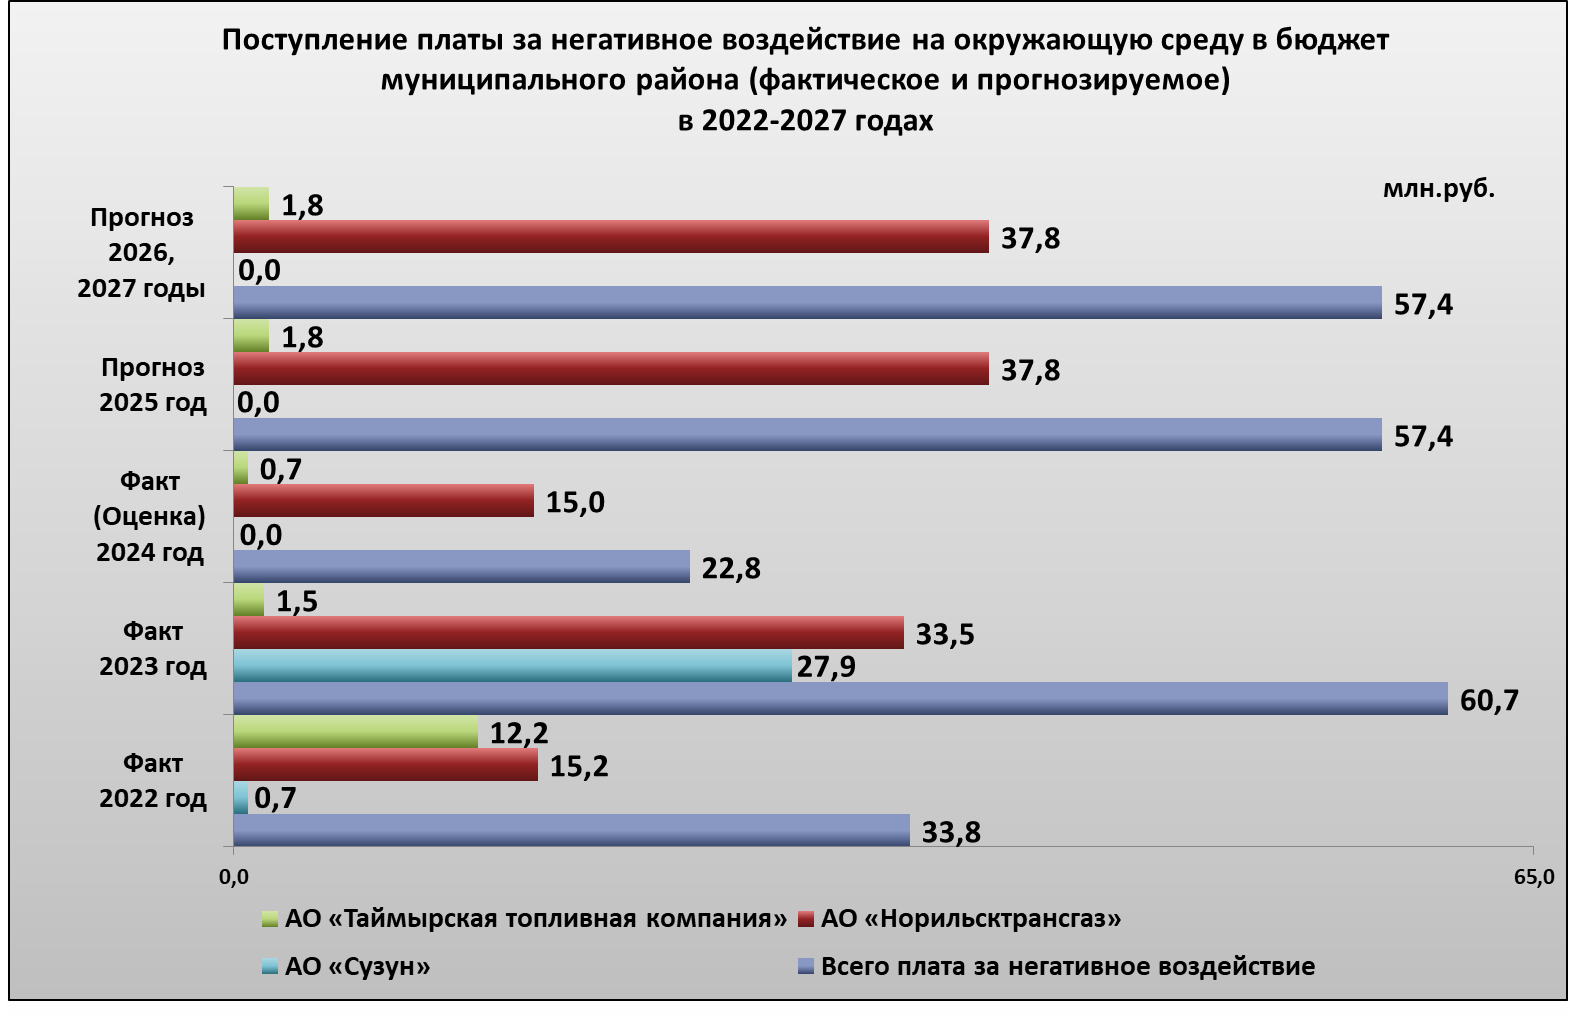 Поступление платы за негативное воздействие на окружающую среду в бюджет
муниципального района (фактическое и прогнозируемое)
в 2022-2027 годах
млн.руб.
Прогноз
2026,
2027 годы
1,8
37,8
0,0
57,4
Прогноз
2025 год
1,8
37,8
0,0
57,4
Факт
(Оценка)
2024 год
0,7
15,0
0,0
22,8
Факт
2023 год
1,5
33,5
27,9
60,7
Факт
2022 год
12,2
15,2
0,7
33,8
0,0
65,0
АО «Таймырская топливная компания»
АО «Норильсктрансгаз»
АО «Сузун»
Всего плата за негативное воздействие